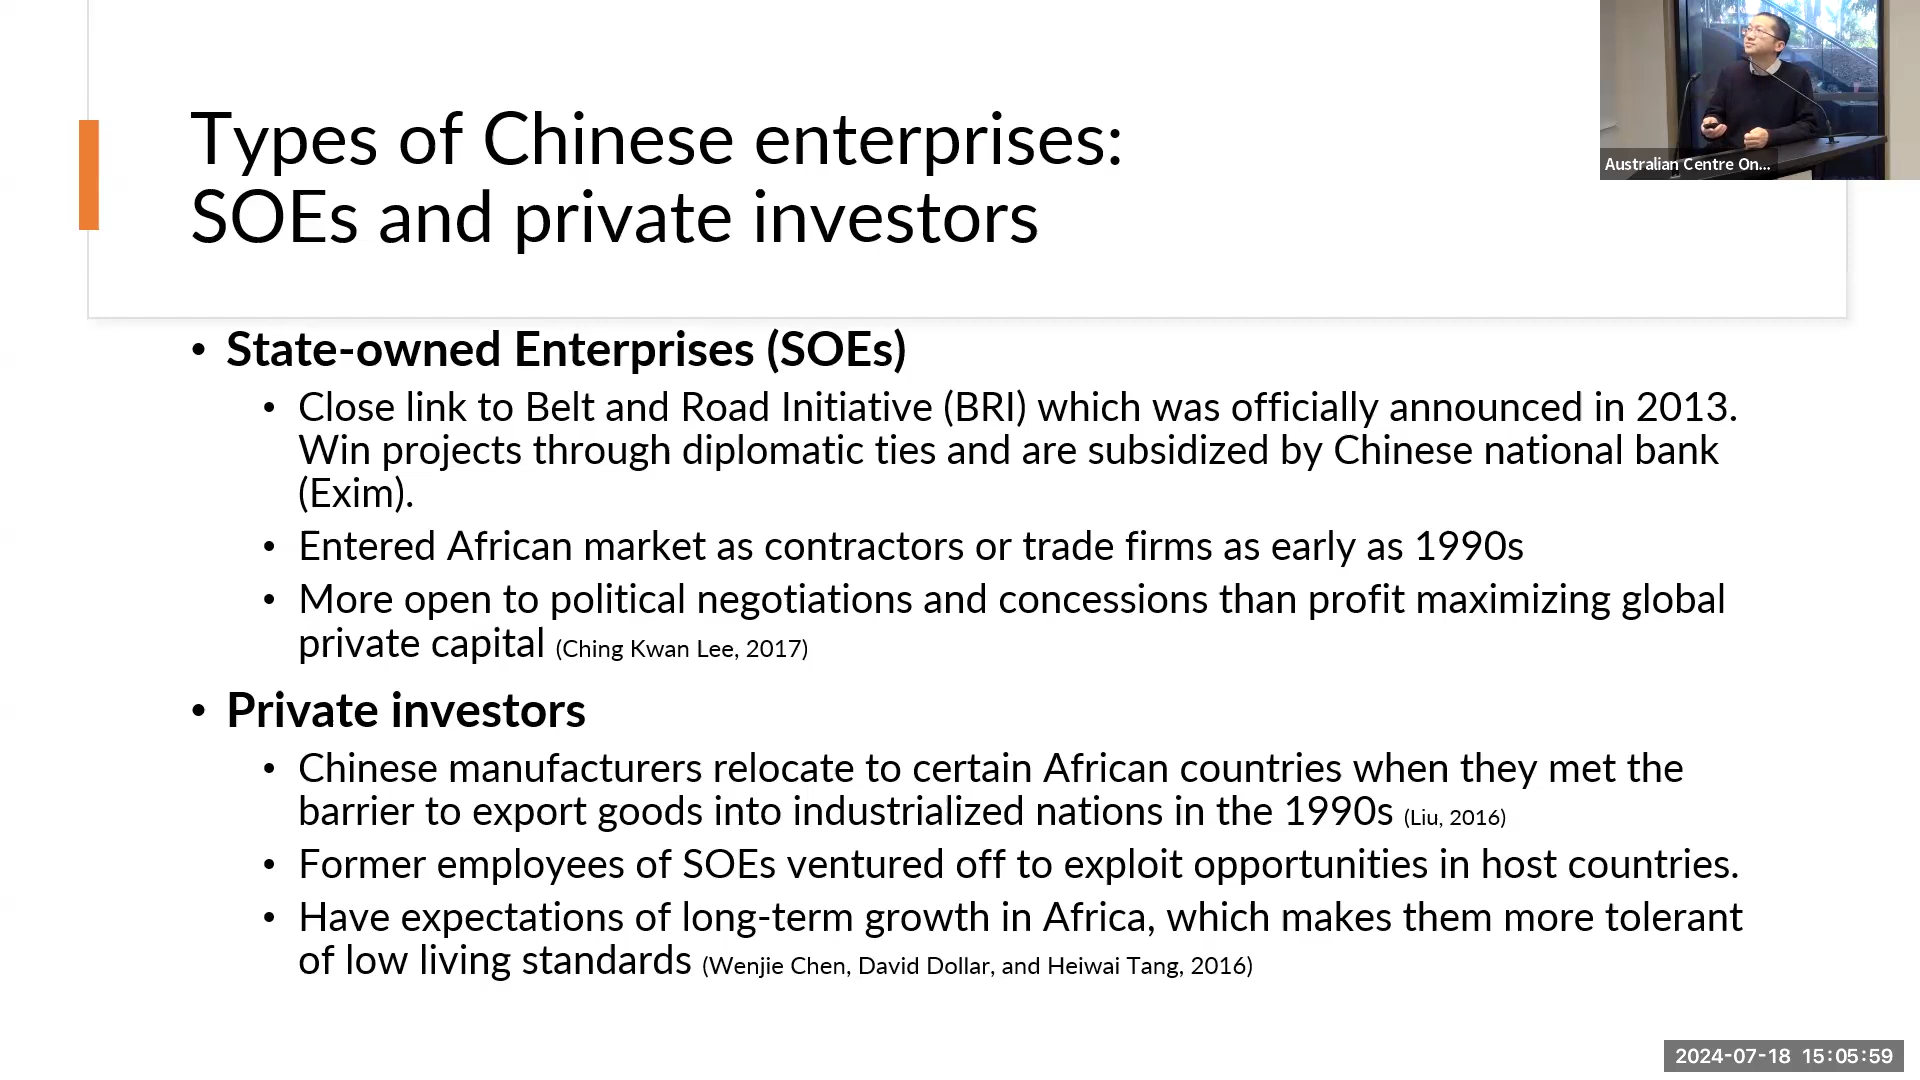 Types of Chinese enterprises:
SOEs and private investors
Australian Centre On...
• State-owned Enterprises (SOEs)
• Close link to Belt and Road Initiative (BRI) which was officially announced in 2013.
Win projects through diplomatic ties and are subsidized by Chinese national bank
(Exim).
• Entered African market as contractors or trade firms as early as 1990s
• More open to political negotiations and concessions than profit maximizing global
private capital (Ching Kwan Lee, 2017)
• Private investors
• Chinese manufacturers relocate to certain African countries when they met the
barrier to export goods into industrialized nations in the 1990s (Liu, 2016)
• Former employees of SOEs ventured off to exploit opportunities in host countries.
• Have expectations of long-term growth in Africa, which makes them more tolerant
of low living standards (Wenjie Chen, David Dollar, and Heiwai Tang, 2016)
2024-07-18 15:05:59